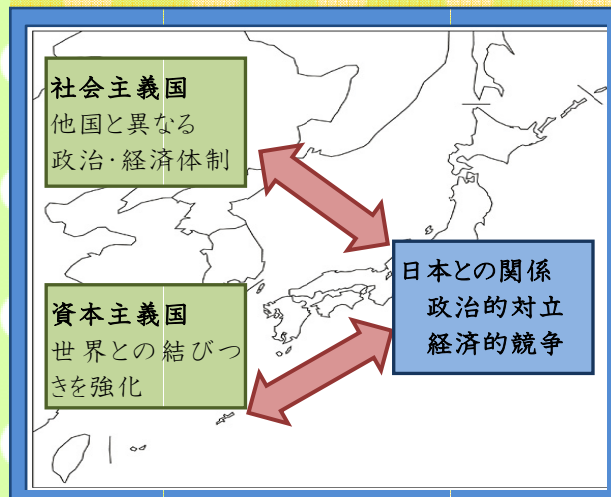 社会主義国
他国と異なる
政治・経済体制
資本主義国
世界との結びつ
きを強化
日本との関係
政治的対立
経済的競争